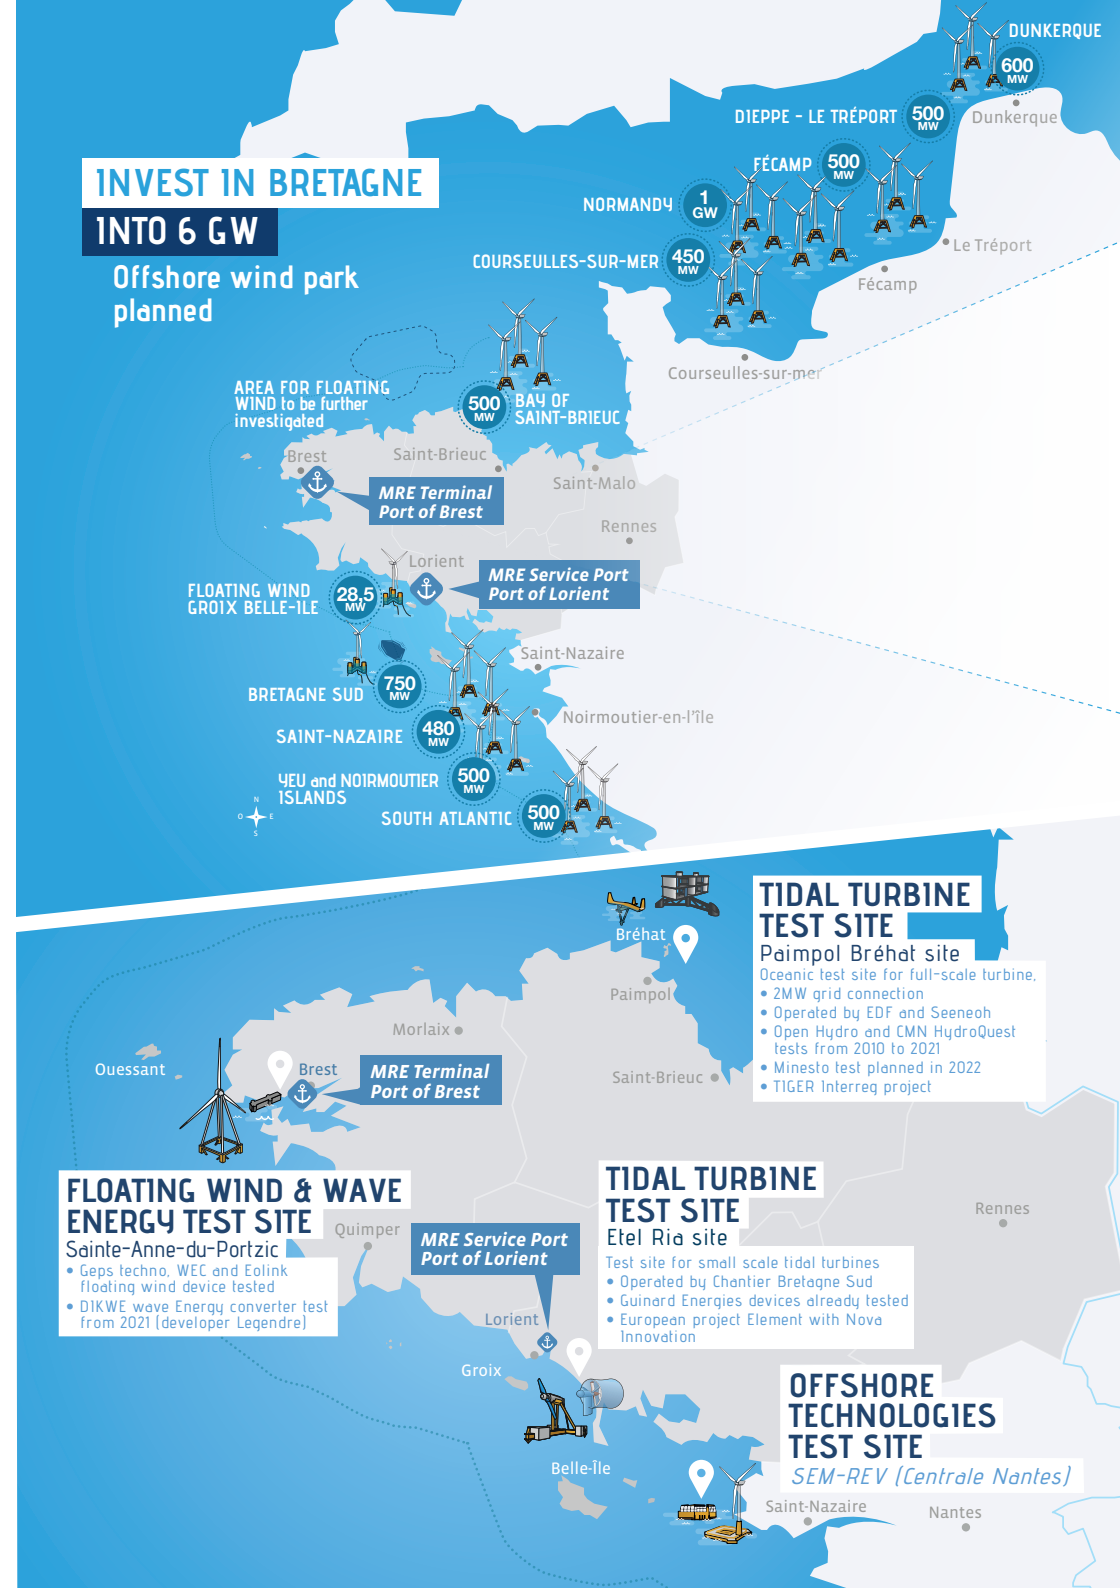 DUNKERQUE
600
MW
Dunkerque
DIEPPE - LE TRÉPORT
500
MW
FÉCAMP
500
MW
NORMANDY
1
GW
COURSEULLES-SUR-MER
450
MW
Le Tréport
Fécamp
Courseulles-sur-mer
INVEST IN BRETAGNE
INTO 6 GW
Offshore wind park
planned
AREA FOR FLOATING
WIND to be further
investigated
500
MW
BAY OF
SAINT-BRIEUC
Brest
Saint-Brieuc
Saint-Malo
Rennes
MRE Terminal
Port of Brest
Lorient
MRE Service Port
Port of Lorient
FLOATING WIND
GROIX BELLE-ILE
28,5
MW
Saint-Nazaire
BRETAGNE SUD
750
MW
Noirmoutier-en-l'île
SAINT-NAZAIRE
480
MW
YEU and NOIRMOUTIER
ISLANDS
500
MW
SOUTH ATLANTIC
500
MW
N
O
E
S
TIDAL TURBINE
TEST SITE
Paimpol Bréhat site
Oceanic test site for full-scale turbine,
• 2MW grid connection
• Operated by EDF and Seeneoh
• Open Hydro and CMN HydroQuest
tests from 2010 to 2021
• Minesto test planned in 2022
• TIGER Interreg project
Bréhat
Paimpol
Morlaix
Ouessant
Brest
MRE Terminal
Port of Brest
Saint-Brieuc
FLOATING WIND & WAVE
ENERGY TEST SITE
Sainte-Anne-du-Portzic
• Geps techno, WEC and Eolink
floating wind device tested
• DIKWE wave Energy converter test
from 2021 (developer Legendre)
Quimper
MRE Service Port
Port of Lorient
TIDAL TURBINE
TEST SITE
Etel Ria site
Test site for small scale tidal turbines
• Operated by Chantier Bretagne Sud
• Guinard Energies devices already tested
• European project Element with Nova
Innovation
Rennes
Lorient
Groix
Belle-Île
OFFSHORE
TECHNOLOGIES
TEST SITE
SEM-REV (Centrale Nantes)
Saint-Nazaire
Nantes